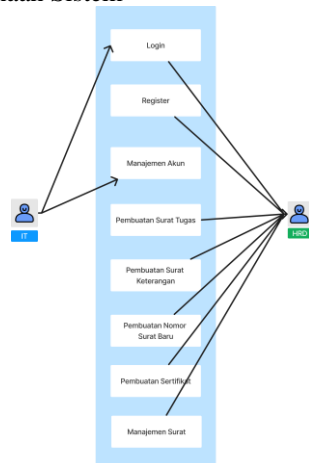 Login
Register
Manajemen Akun
IT
Pembuatan Surat Tugas
HRD
Pembuatan Surat
Keterangan
Pembuatan Nomor
Surat Baru
Pembuatan Sertifikat
Manajemen Surat